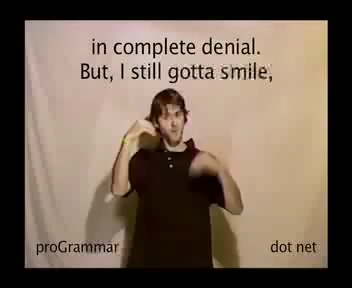 in complete denial.
But, I still gotta smile,
proGrammar
dot net